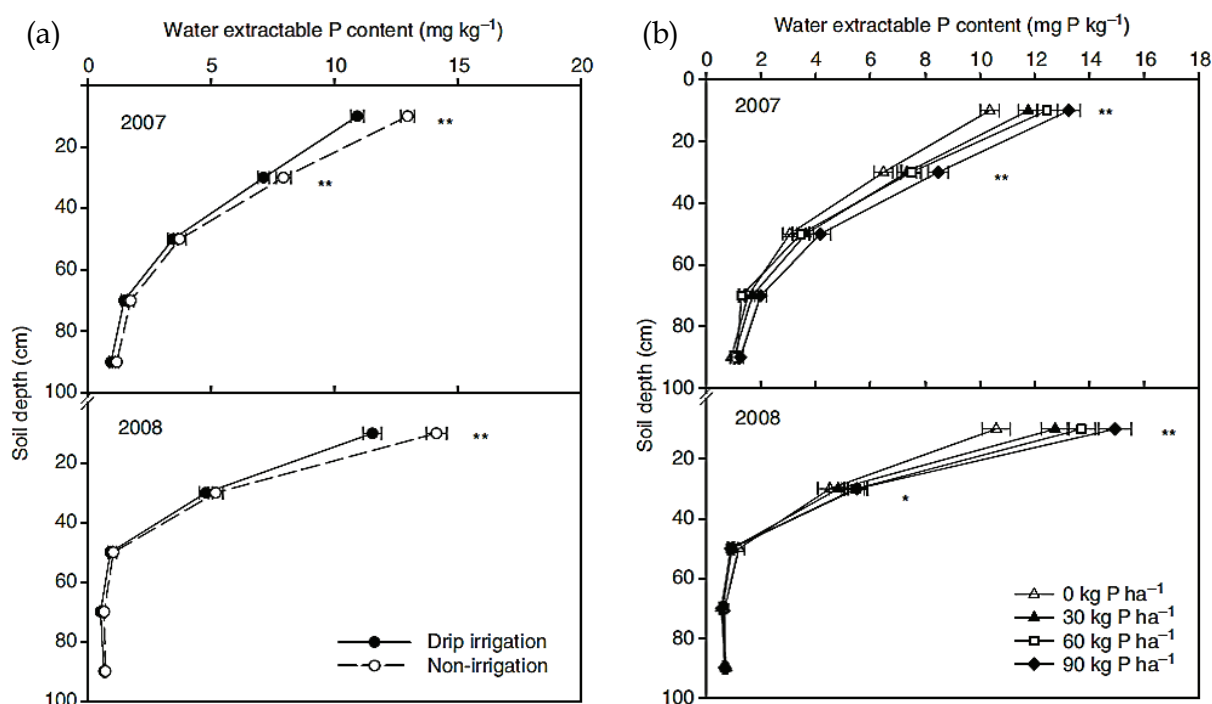 (a)
Water extractable P content (mg kg⁻¹)
0 5 10 15 20
2007
**
**
20
40
60
80
100
2008
**
*20
40
60
80
100
Soil depth (cm)
Drip irrigation
Non-irrigation
(b)
Water extractable P content (mg P kg⁻¹)
0 2 4 6 8 10 12 14 16 18
0
2007
**
**
20
40
60
80
100
2008
**
*
20
40
60
80
100
Soil depth (cm)
0 kg P ha⁻¹
30 kg P ha⁻¹
60 kg P ha⁻¹
90 kg P ha⁻¹